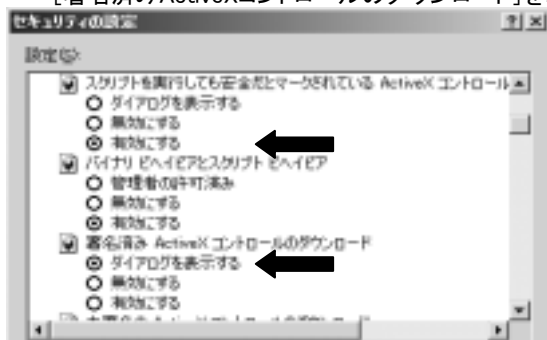 [署名済のActiveXコントロールのダウンロード]を
セキュリティの設定
設定(S):
スクリプトを実行しても安全だとマークされている ActiveX コントロール
ダイアログを表示する
無効にする
有効にする
バイナリ ビヘイビアとスクリプト ビヘイビア
管理者の許可済み
無効にする
有効にする
署名済み ActiveX コントロールのダウンロード
ダイアログを表示する
無効にする
有効にする